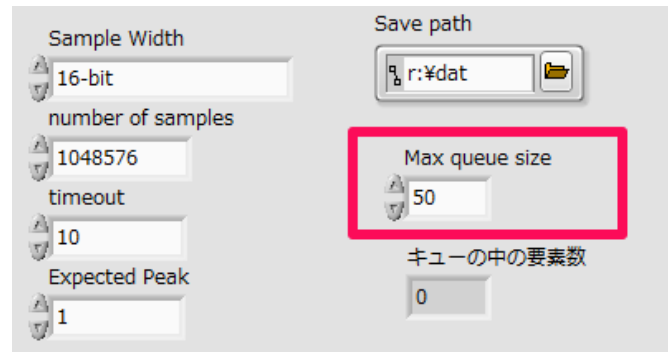 Sample Width
16-bit
number of samples
1048576
timeout
10
Expected Peak
1
Save path
r:¥dat
Max queue size
50
キューの中の要素数
0